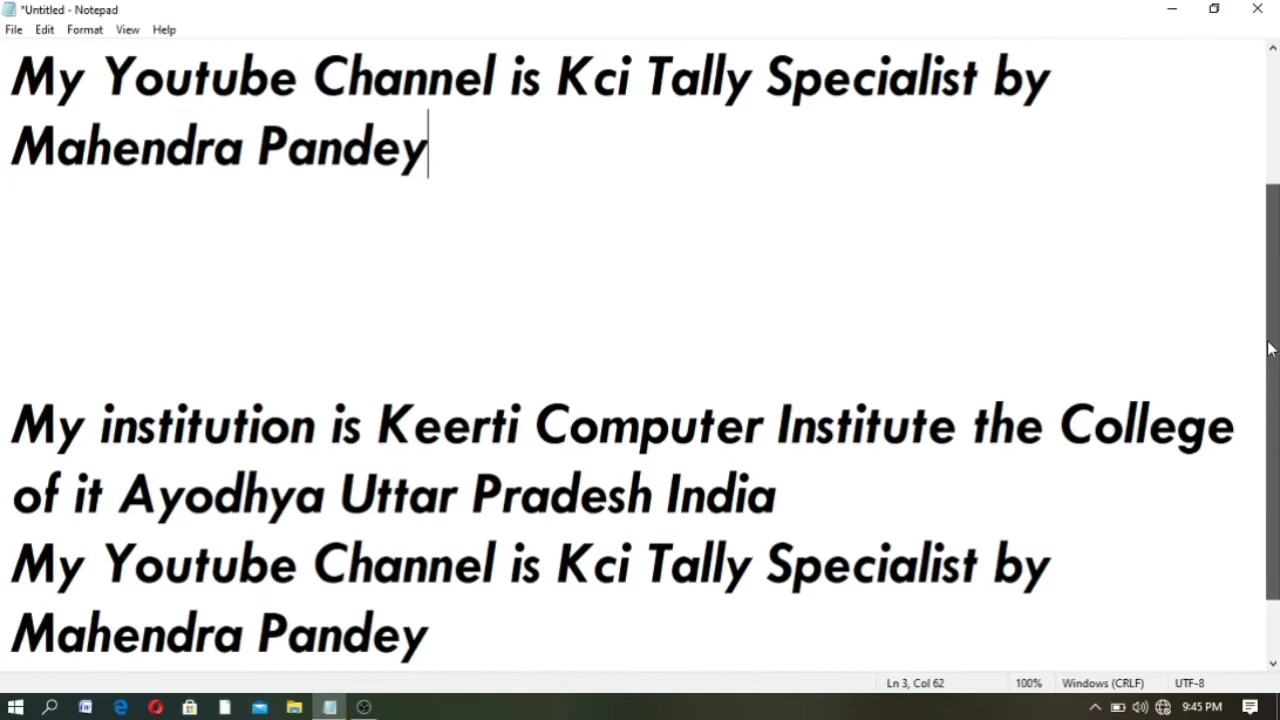 *Untitled - Notepad
File Edit Format View Help
My Youtube Channel is Kci Tally Specialist by
Mahendra Pandey
My institution is Keerti Computer Institute the College
of it Ayodhya Uttar Pradesh India
My Youtube Channel is Kci Tally Specialist by
Mahendra Pandey
Ln 3, Col 62 100% Windows (CRLF) UTF-8
9:45 PM